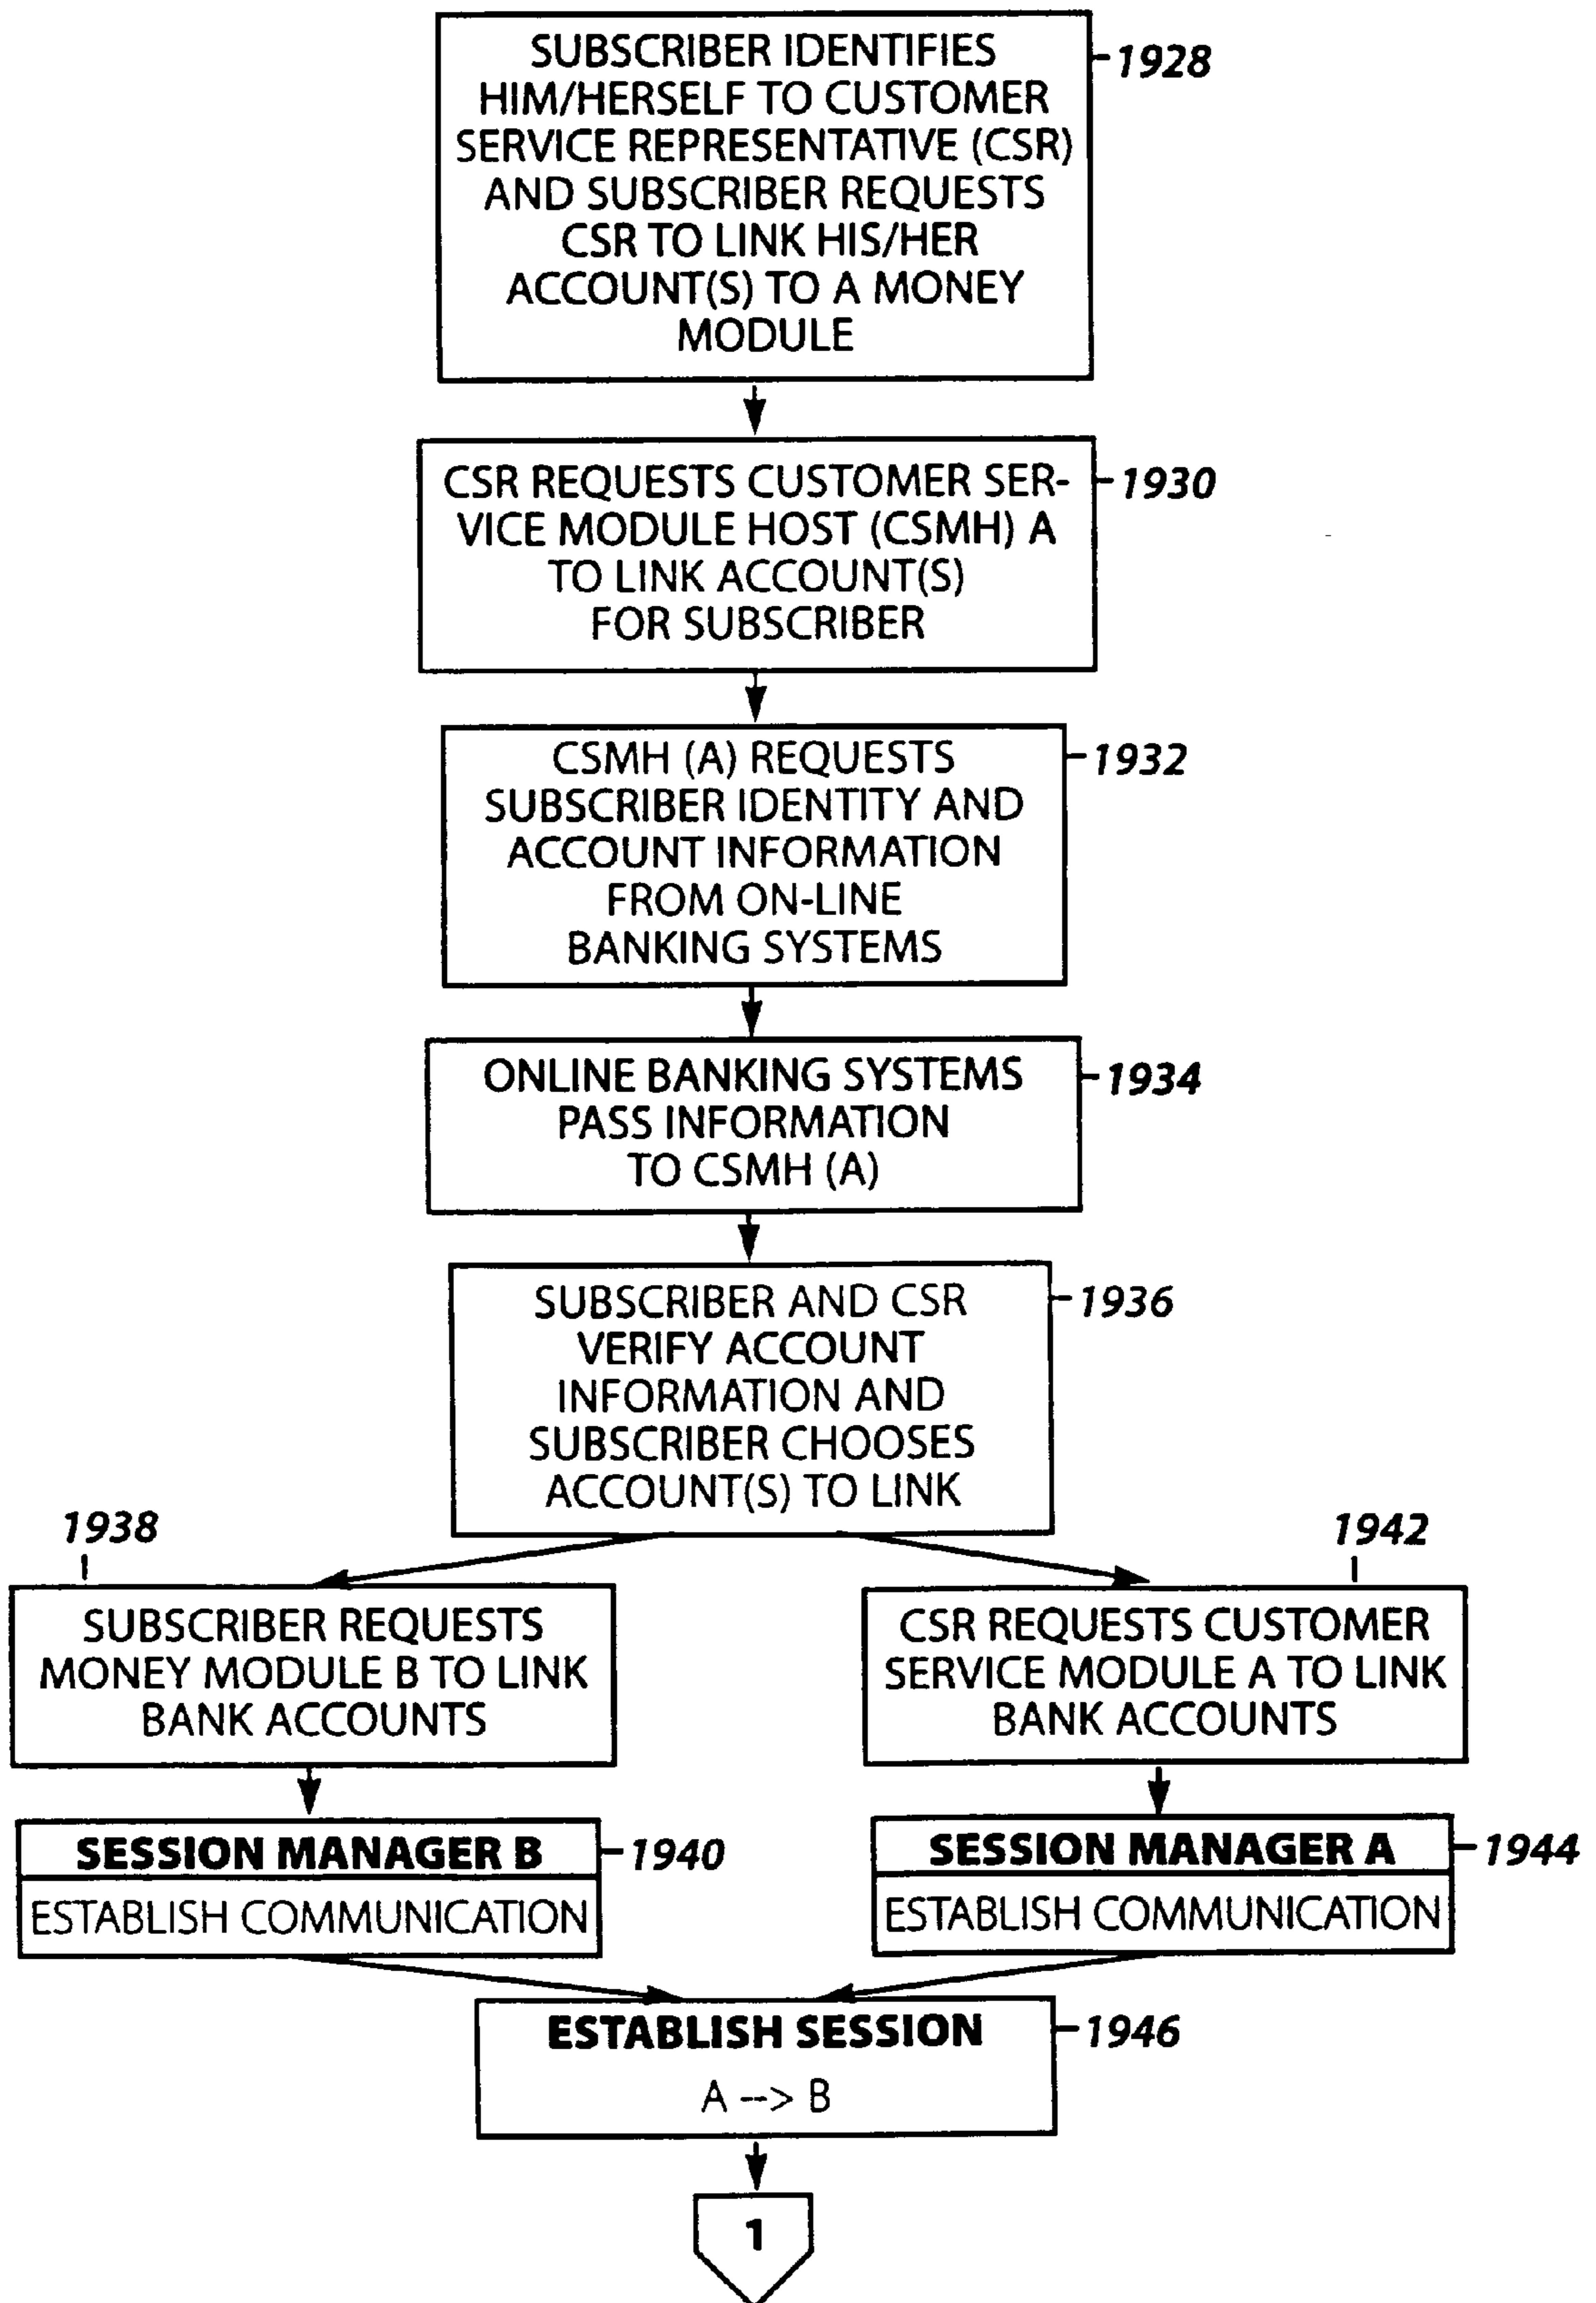 SUBSCRIBER IDENTIFIES
HIM/HERSELF TO CUSTOMER
SERVICE REPRESENTATIVE (CSR)
AND SUBSCRIBER REQUESTS
CSR TO LINK HIS/HER
ACCOUNT(S) TO A MONEY
MODULE
1928
CSR REQUESTS CUSTOMER SER-
VICE MODULE HOST (CSMH) A
TO LINK ACCOUNT(S)
FOR SUBSCRIBER
1930
CSMH (A) REQUESTS
SUBSCRIBER IDENTITY AND
ACCOUNT INFORMATION
FROM ON-LINE
BANKING SYSTEMS
1932
ONLINE BANKING SYSTEMS
PASS INFORMATION
TO CSMH (A)
1934
SUBSCRIBER AND CSR
VERIFY ACCOUNT
INFORMATION AND
SUBSCRIBER CHOOSES
ACCOUNT(S) TO LINK
1936
1938
SUBSCRIBER REQUESTS
MONEY MODULE B TO LINK
BANK ACCOUNTS
1942
CSR REQUESTS CUSTOMER
SERVICE MODULE A TO LINK
BANK ACCOUNTS
SESSION MANAGER B
1940
ESTABLISH COMMUNICATION
SESSION MANAGER A
1944
ESTABLISH COMMUNICATION
ESTABLISH SESSION
1946
A --> B
1